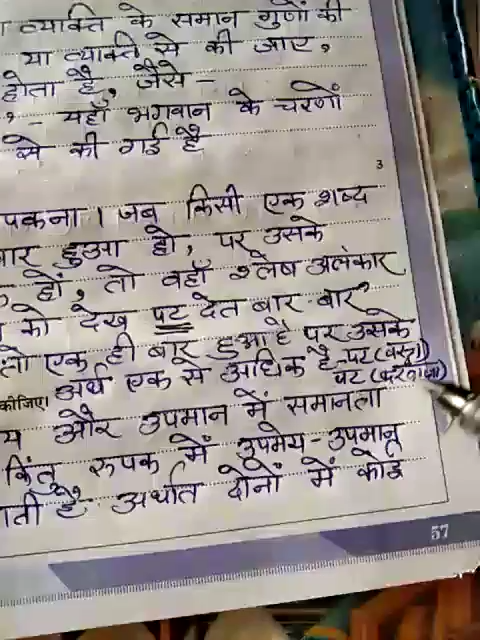 व्यक्ति के समान गुणों की
या व्यक्ति से की जाए,
होता है, जैसे –
– यहाँ भगवान के चरणों
से की गई है
3
पकना। जब किसी एक शब्द
बार हुआ हो, पर उसके
हों, तो वहाँ श्लेष अलंकार
को देख पट देत बार-बार"
तो एक ही बार हुआ है पर उसके
अर्थ एक से अधिक है- पट (वस्त्र)
पट (दरवाजा)
कीजिए।
य और उपमान में समानता
किंतु रूपक में उपमेय-उपमान
ाती है, अर्थात दोनों में कोई
57